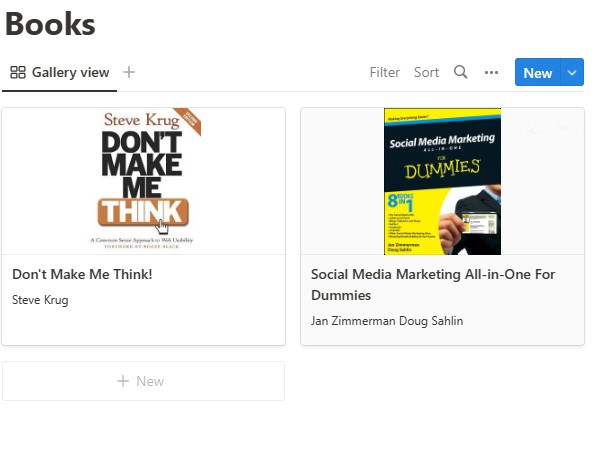 Books
Gallery view
Filter Sort New
Steve Krug
DON'T
MAKE
ME
THINK
A Common Sense Approach to Web Usability
FOREWORD BY ROGER BLACK
Making Everything Easier!
Social Media Marketing
ALL-IN-ONE
FOR
DUMMIES
8 BOOKS
IN 1
Jan Zimmerman
Doug Sahlin
Don't Make Me Think!
Steve Krug
Social Media Marketing All-in-One For
Dummies
Jan Zimmerman Doug Sahlin
New